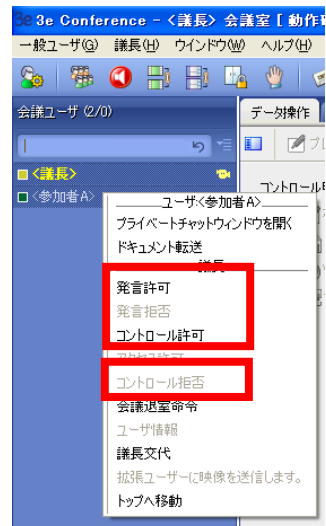 3e 3e Conference - <議長> 会議室 [ 動作
一般ユーザ(G) 議長(H) ウインドウ(W) ヘルプ(H)
会議ユーザ (2/0)
データ操作
プ
<議長>
<参加者A>
ントロール
ユーザ:<参加者A>
プライベートチャットウィンドウを開く
ドキュメント転送
議長
発言許可
発言拒否
コントロール許可
アクセス許可
コントロール拒否
会議退室命令
ユーザ情報
議長交代
拡張ユーザーに映像を送信します。
トップへ移動